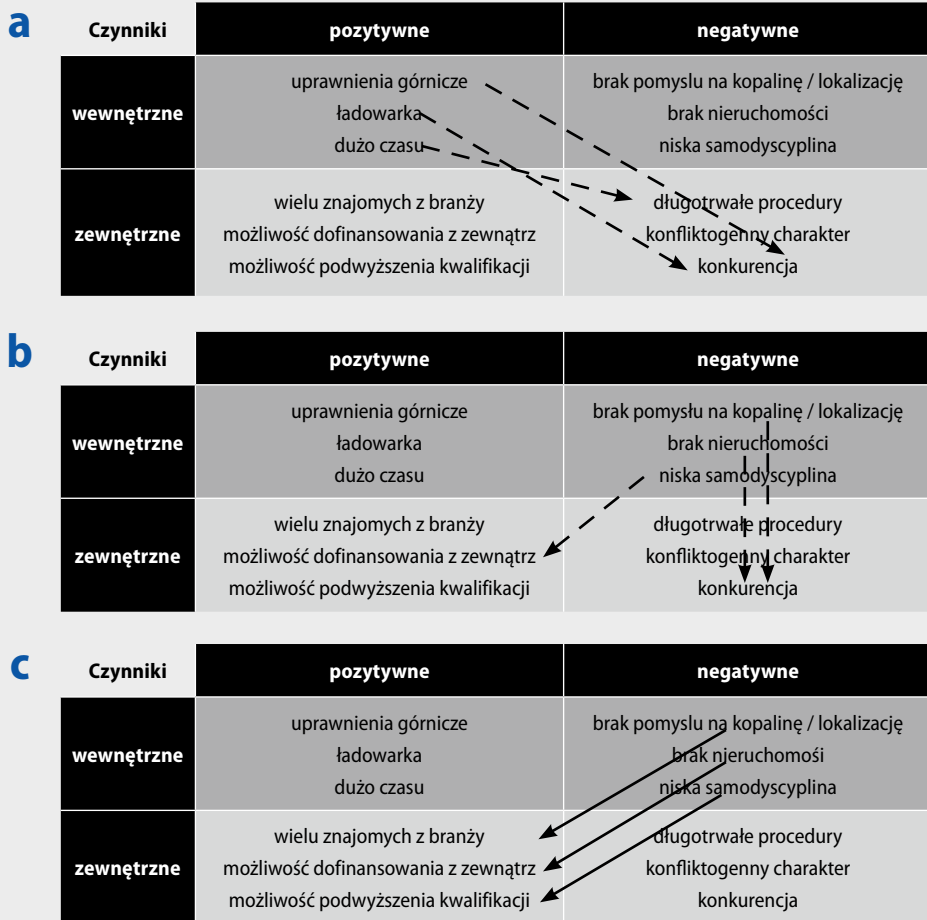 a
Czynniki pozytywne negatywne
wewnętrzne
uprawnienia górnicze
ładowarka
dużo czasu
brak pomyslu na kopalinę / lokalizację
brak nieruchomości
niska samodyscyplina
zewnętrzne
wielu znajomych z branży
możliwość dofinansowania z zewnątrz
możliwość podwyższenia kwalifikacji
długotrwałe procedury
konfliktogenny charakter
konkurencja
b
Czynniki pozytywne negatywne
wewnętrzne
uprawnienia górnicze
ładowarka
dużo czasu
brak pomysłu na kopalinę / lokalizację
brak nieruchomości
niska samodyscyplina
zewnętrzne
wielu znajomych z branży
możliwość dofinansowania z zewnątrz
możliwość podwyższenia kwalifikacji
długotrwałe procedury
konfliktogenny charakter
konkurencja
c
Czynniki pozytywne negatywne
wewnętrzne
uprawnienia górnicze
ładowarka
dużo czasu
brak pomyslu na kopalinę / lokalizację
brak nieruchomośi
niska samodyscyplina
zewnętrzne
wielu znajomych z branży
możliwość dofinansowania z zewnątrz
możliwość podwyższenia kwalifikacji
długotrwałe procedury
konfliktogenny charakter
konkurencja